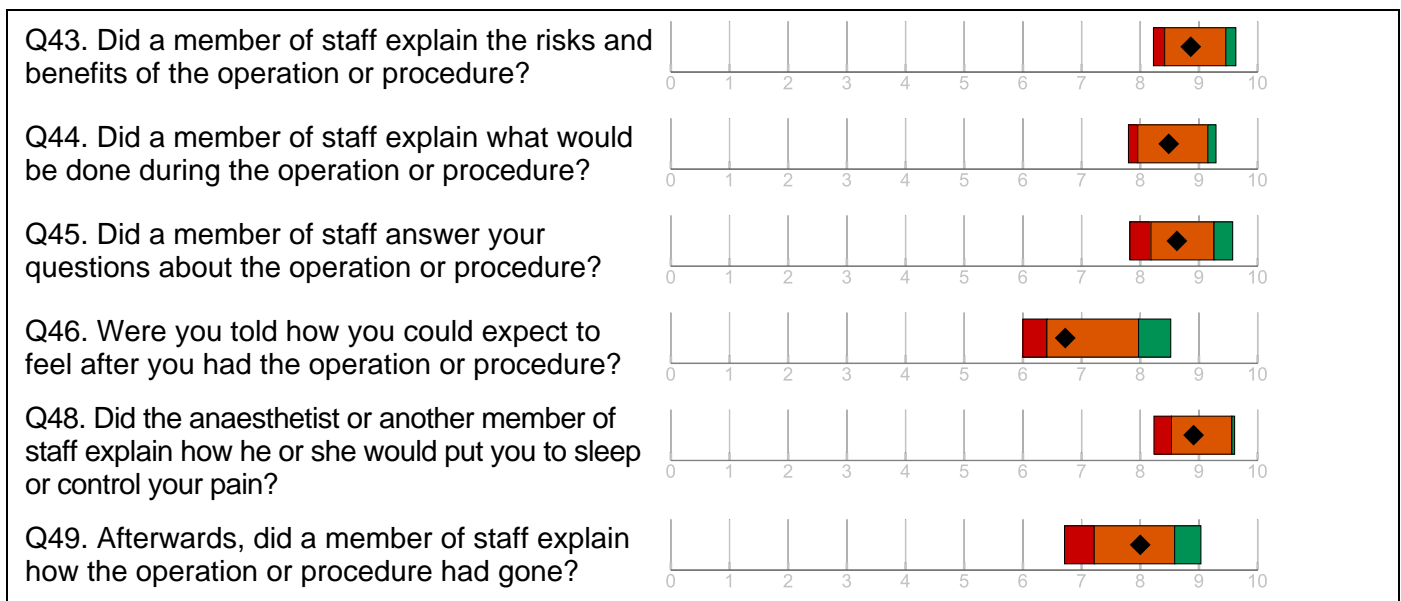 Q43. Did a member of staff explain the risks and
benefits of the operation or procedure?
0 1 2 3 4 5 6 7 8 9 10
Q44. Did a member of staff explain what would
be done during the operation or procedure?
0 1 2 3 4 5 6 7 8 9 10
Q45. Did a member of staff answer your
questions about the operation or procedure?
0 1 2 3 4 5 6 7 8 9 10
Q46. Were you told how you could expect to
feel after you had the operation or procedure?
0 1 2 3 4 5 6 7 8 9 10
Q48. Did the anaesthetist or another member of
staff explain how he or she would put you to sleep
or control your pain?
0 1 2 3 4 5 6 7 8 9 10
Q49. Afterwards, did a member of staff explain
how the operation or procedure had gone?
0 1 2 3 4 5 6 7 8 9 10